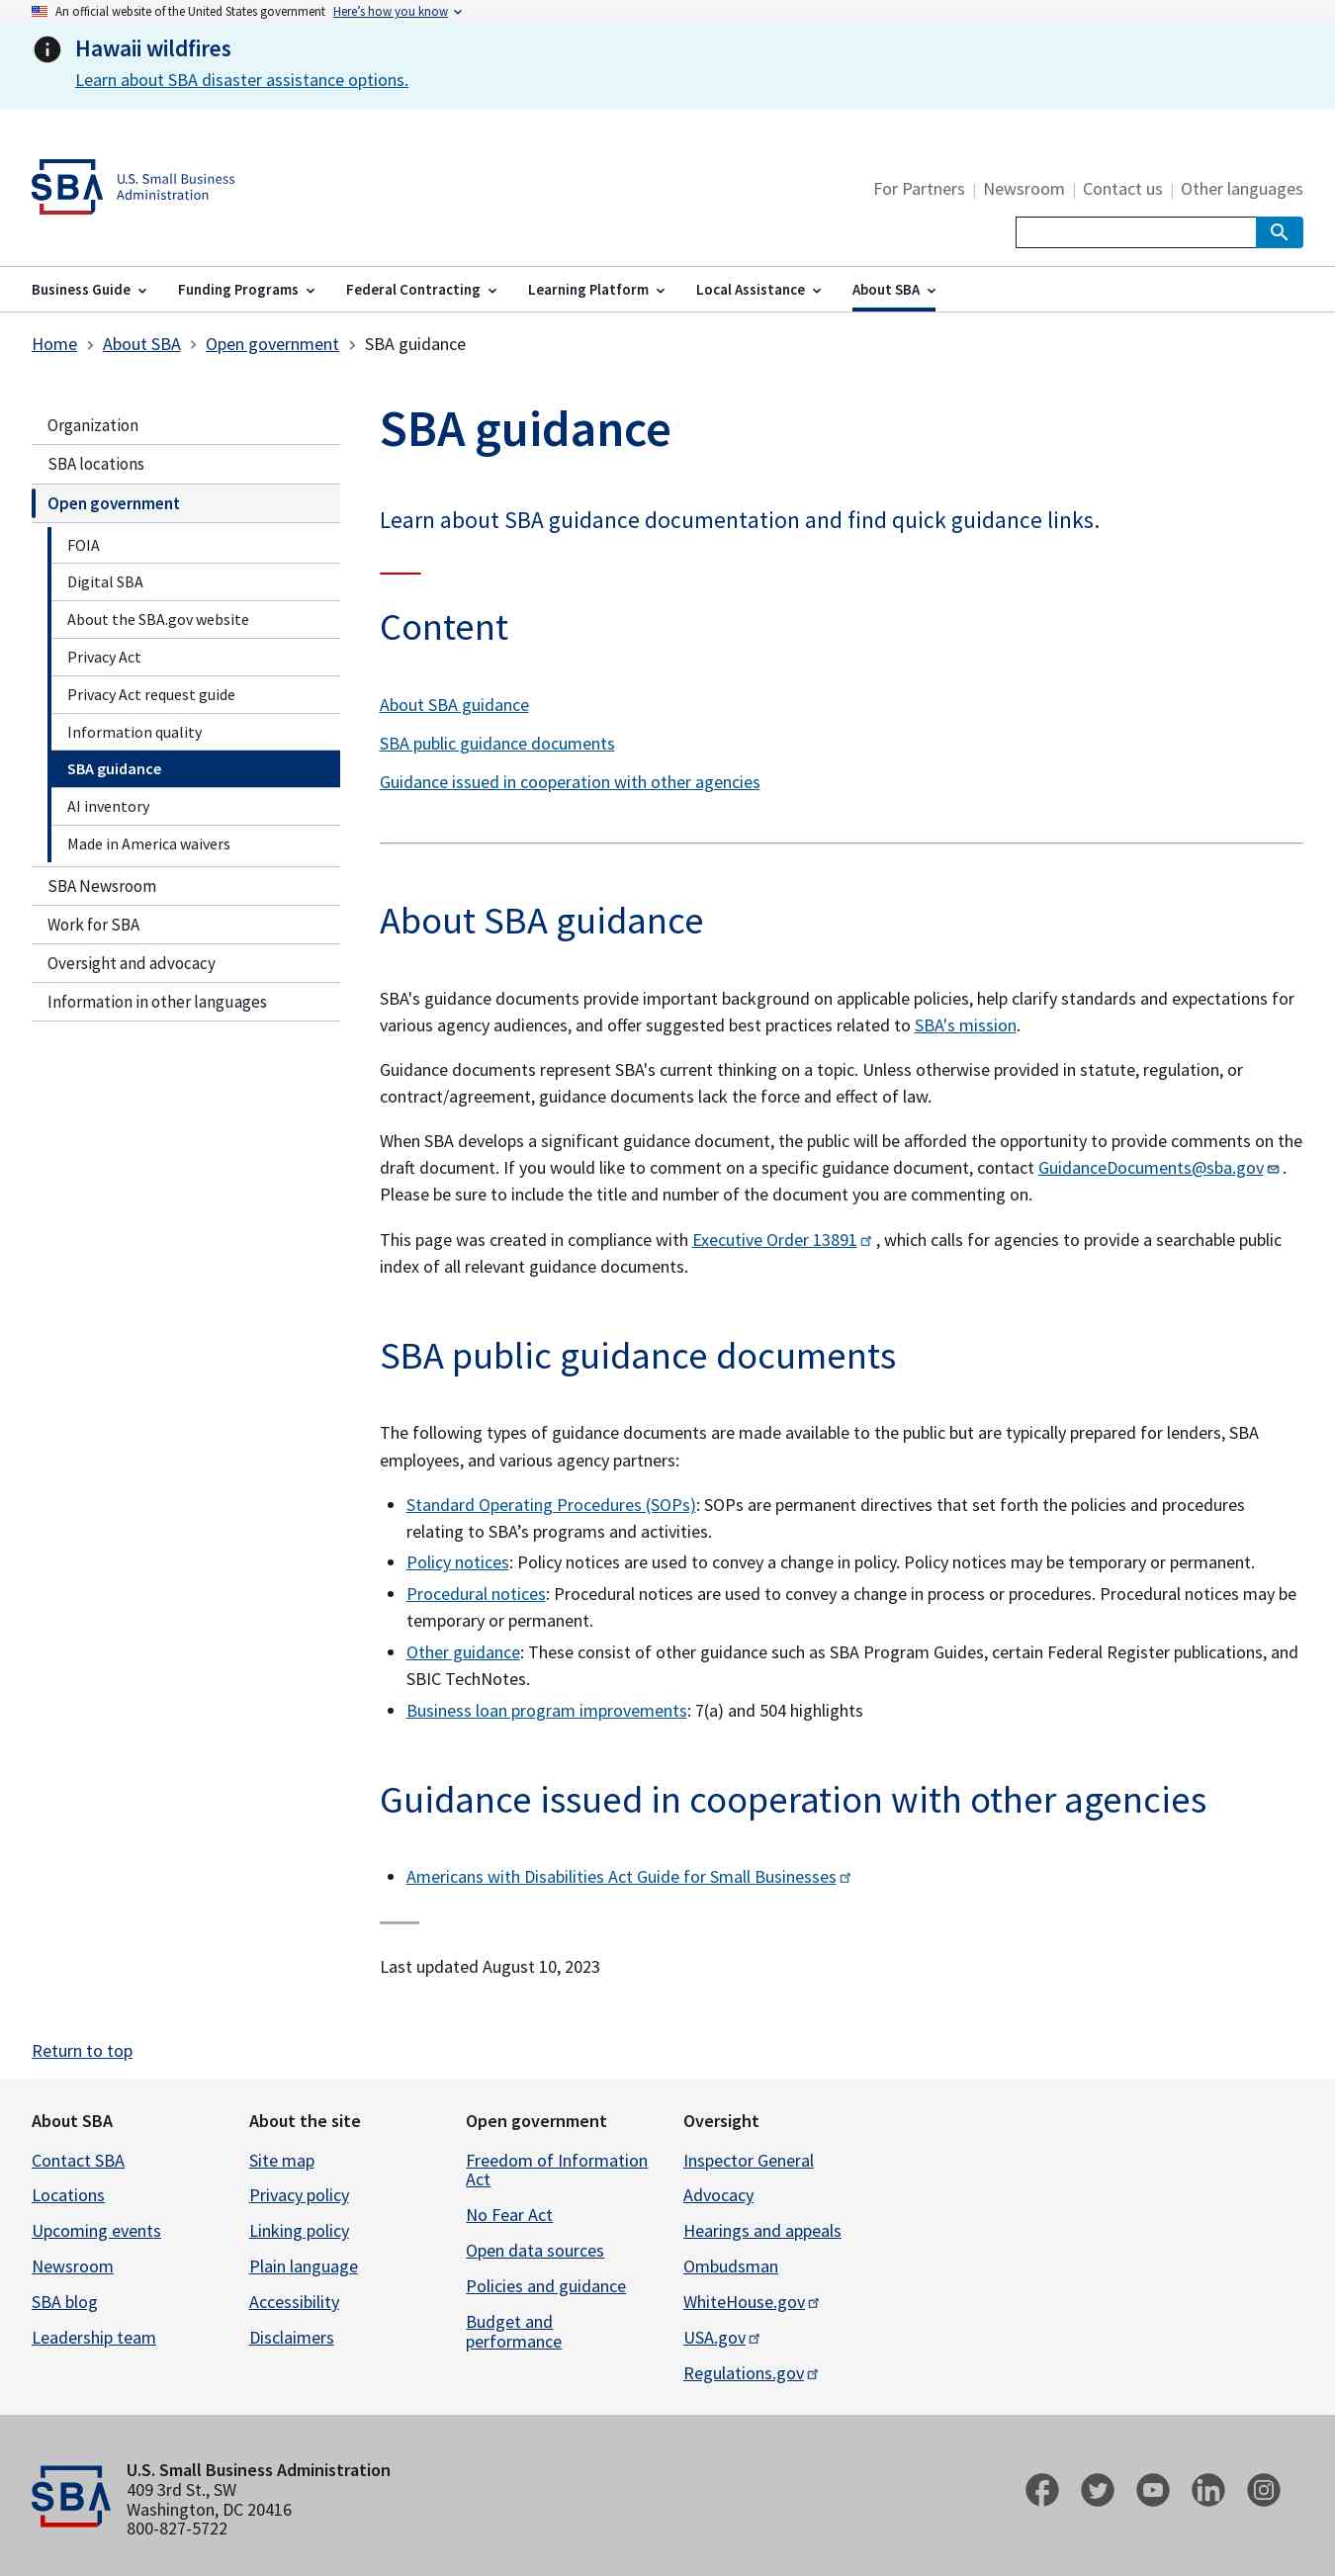 An official website of the United States government Here’s how you know
Hawaii wildfires
Learn about SBA disaster assistance options.
SBA
U.S. Small Business
Administration
For Partners
Newsroom
Contact us
Other languages
Business Guide
Funding Programs
Federal Contracting
Learning Platform
Local Assistance
About SBA
Home
About SBA
Open government
SBA guidance
Organization
SBA locations
Open government
FOIA
Digital SBA
About the SBA.gov website
Privacy Act
Privacy Act request guide
Information quality
SBA guidance
AI inventory
Made in America waivers
SBA Newsroom
Work for SBA
Oversight and advocacy
Information in other languages
SBA guidance
Learn about SBA guidance documentation and find quick guidance links.
Content
About SBA guidance
SBA public guidance documents
Guidance issued in cooperation with other agencies
About SBA guidance
SBA's guidance documents provide important background on applicable policies, help clarify standards and expectations for
various agency audiences, and offer suggested best practices related to SBA's mission.
Guidance documents represent SBA's current thinking on a topic. Unless otherwise provided in statute, regulation, or
contract/agreement, guidance documents lack the force and effect of law.
When SBA develops a significant guidance document, the public will be afforded the opportunity to provide comments on the
draft document. If you would like to comment on a specific guidance document, contact GuidanceDocuments@sba.gov .
Please be sure to include the title and number of the document you are commenting on.
This page was created in compliance with Executive Order 13891 , which calls for agencies to provide a searchable public
index of all relevant guidance documents.
SBA public guidance documents
The following types of guidance documents are made available to the public but are typically prepared for lenders, SBA
employees, and various agency partners:
• Standard Operating Procedures (SOPs): SOPs are permanent directives that set forth the policies and procedures
relating to SBA’s programs and activities.
• Policy notices: Policy notices are used to convey a change in policy. Policy notices may be temporary or permanent.
• Procedural notices: Procedural notices are used to convey a change in process or procedures. Procedural notices may be
temporary or permanent.
• Other guidance: These consist of other guidance such as SBA Program Guides, certain Federal Register publications, and
SBIC TechNotes.
• Business loan program improvements: 7(a) and 504 highlights
Guidance issued in cooperation with other agencies
• Americans with Disabilities Act Guide for Small Businesses
Last updated August 10, 2023
Return to top
About SBA
Contact SBA
Locations
Upcoming events
Newsroom
SBA blog
Leadership team
About the site
Site map
Privacy policy
Linking policy
Plain language
Accessibility
Disclaimers
Open government
Freedom of Information
Act
No Fear Act
Open data sources
Policies and guidance
Budget and
performance
Oversight
Inspector General
Advocacy
Hearings and appeals
Ombudsman
WhiteHouse.gov
USA.gov
Regulations.gov
SBA
U.S. Small Business Administration
409 3rd St., SW
Washington, DC 20416
800-827-5722